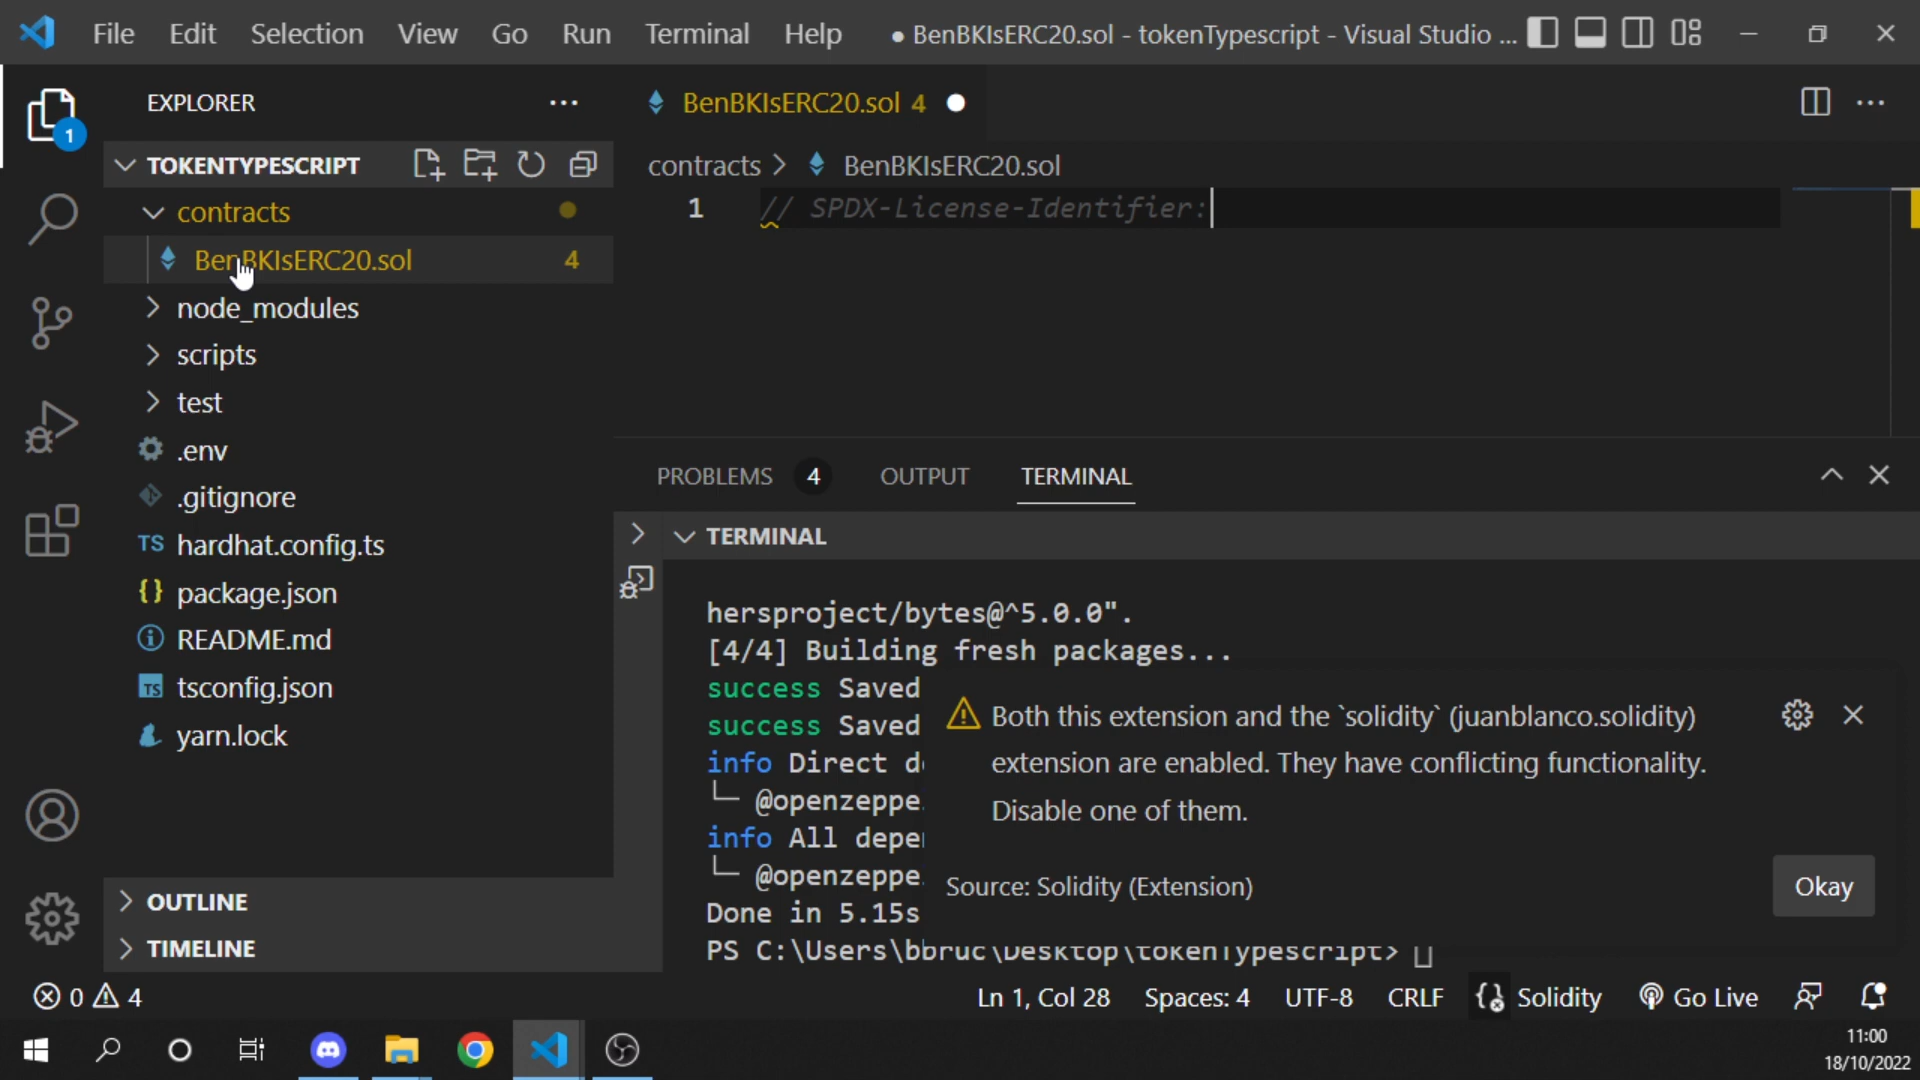 File Edit Selection View Go Run Terminal Help ● BenBKIsERC20.sol - tokenTypescript - Visual Studio ...
EXPLORER
BenBKIsERC20.sol 4
1
TOKENTYPESCRIPT
contracts > BenBKIsERC20.sol
1 // SPDX-License-Identifier:
contracts
BenBKIsERC20.sol 4
node_modules
scripts
test
.env
.gitignore
TS hardhat.config.ts
{} package.json
README.md
TS tsconfig.json
yarn.lock
OUTLINE
TIMELINE
PROBLEMS 4 OUTPUT TERMINAL
TERMINAL
hersproject/bytes@^5.0.0".
[4/4] Building fresh packages...
success Saved
success Saved
info Direct d
└─ @openzeppe
info All depe
└─ @openzeppe
Done in 5.15s
PS C:\Users\bbruc\Desktop\tokenTypescript>
Both this extension and the `solidity` (juanblanco.solidity)
extension are enabled. They have conflicting functionality.
Disable one of them.
Source: Solidity (Extension)
Okay
0 4 Ln 1, Col 28 Spaces: 4 UTF-8 CRLF Solidity Go Live
11:00
18/10/2022